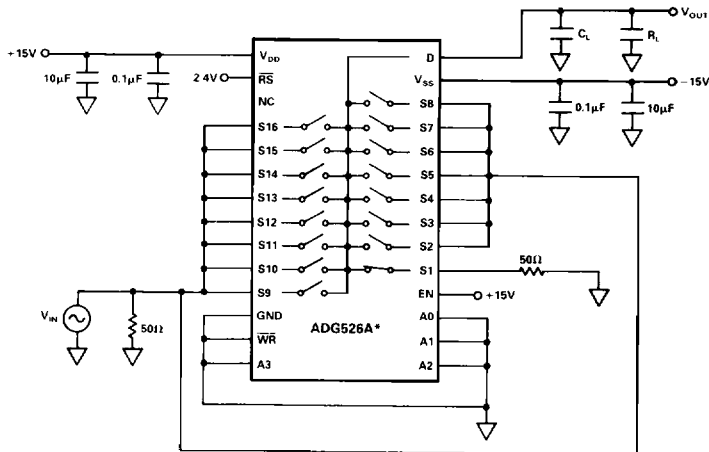 +15V
10µF
0.1µF
2 4V
V_DD
R̅S̅
NC
S16
S15
S14
S13
S12
S11
S10
S9
GND
W̅R̅
A3
D
V_SS
S8
S7
S6
S5
S4
S3
S2
S1
EN
A0
A1
A2
ADG526A*
V_OUT
C_L
R_L
-15V
0.1µF
10µF
50Ω
+15V
V_IN
50Ω